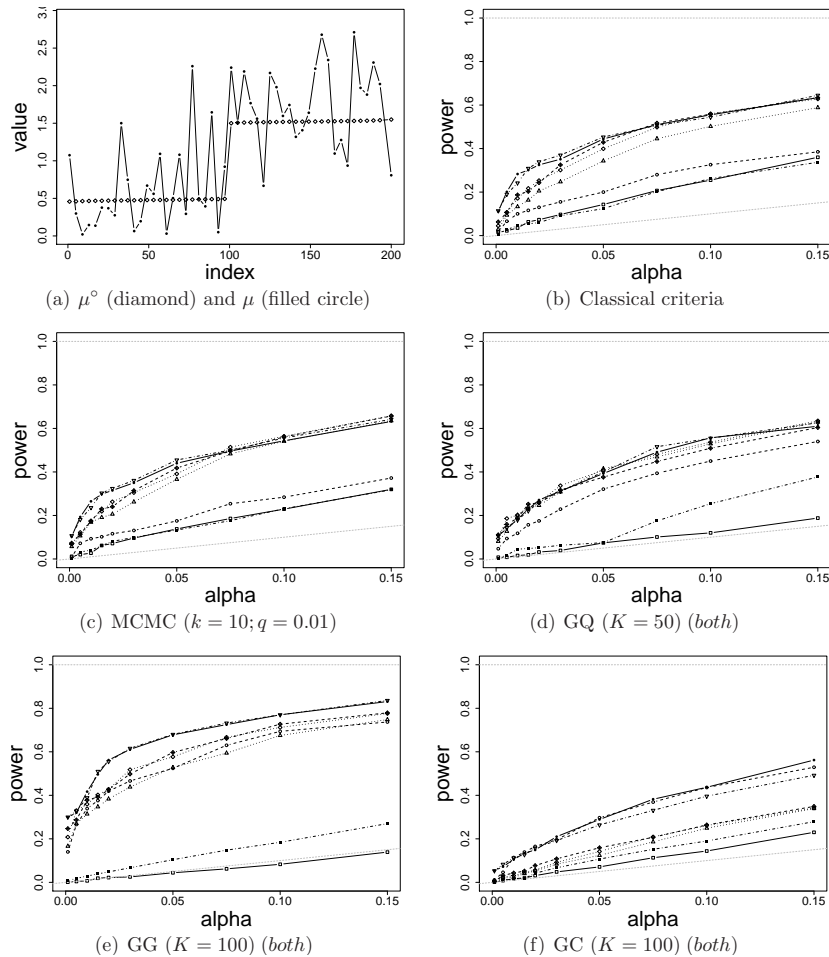 value
0.0 0.5 1.0 1.5 2.0 2.5 3.0
0 50 100 150 200
index
(a) μ° (diamond) and μ (filled circle)
power
0.0 0.2 0.4 0.6 0.8 1.0
0.00 0.05 0.10 0.15
alpha
(b) Classical criteria
power
0.0 0.2 0.4 0.6 0.8 1.0
0.00 0.05 0.10 0.15
alpha
(c) MCMC (k = 10; q = 0.01)
power
0.0 0.2 0.4 0.6 0.8 1.0
0.00 0.05 0.10 0.15
alpha
(d) GQ (K = 50) (both)
power
0.0 0.2 0.4 0.6 0.8 1.0
0.00 0.05 0.10 0.15
alpha
(e) GG (K = 100) (both)
power
0.0 0.2 0.4 0.6 0.8 1.0
0.00 0.05 0.10 0.15
alpha
(f) GC (K = 100) (both)